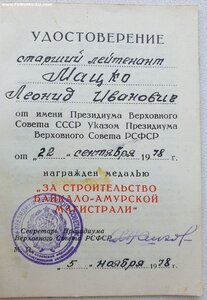 УДОСТОВЕРЕНИЕ
старший лейтенант
Мацко
Леонид Иванович
от имени Президиума Верховного
Совета СССР Указом Президиума
Верховного Совета РСФСР
от „22„ сентября 1978 г.
награжден медалью
"ЗА СТРОИТЕЛЬСТВО
БАЙКАЛО-АМУРСКОЙ
МАГИСТРАЛИ"
Секретарь Президиума
Верховного Совета РСФСР
М. П.
„5„ ноября 1978 г.